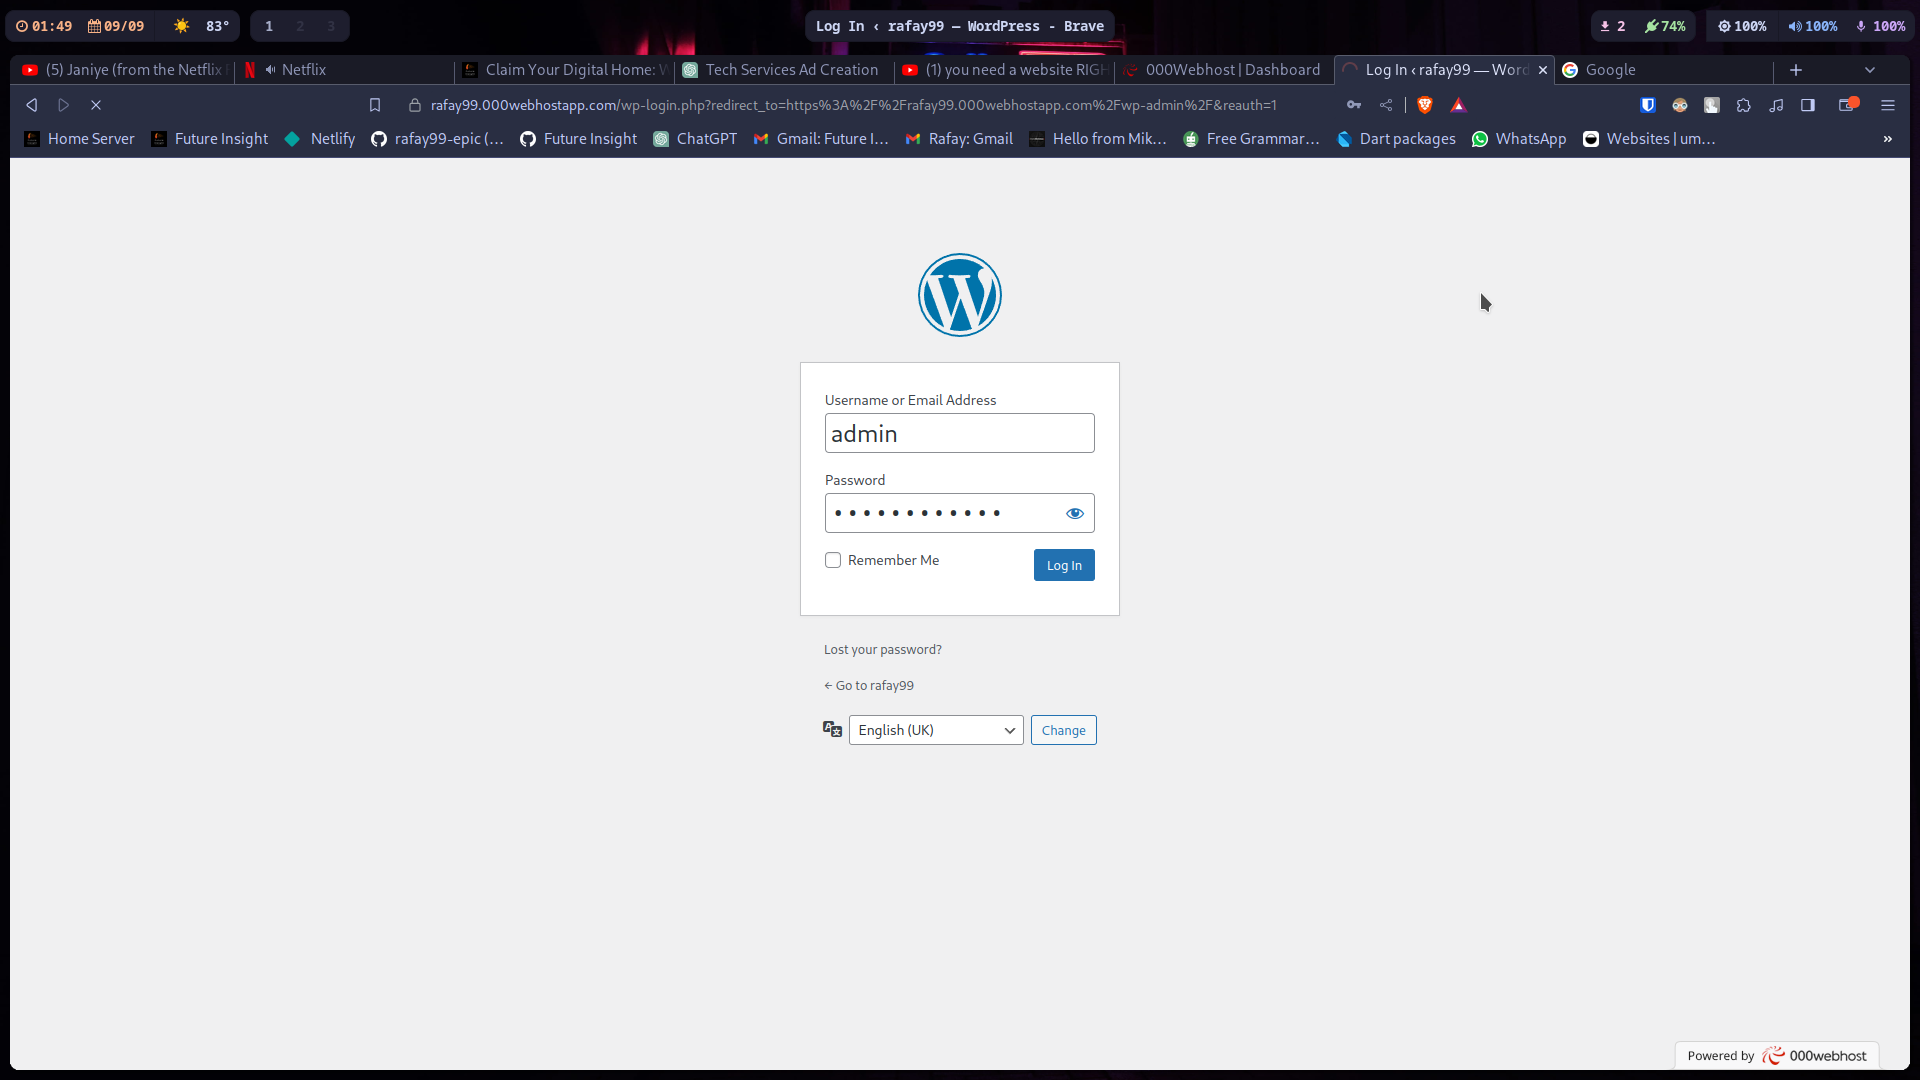 01:49 09/09 83° 1 2 3 Log In ‹ rafay99 — WordPress - Brave 2 74% 100% 100% 100%
(5) Janiye (from the Netflix Netflix Claim Your Digital Home: Tech Services Ad Creation (1) you need a website RIGH 000Webhost | Dashboard Log In ‹ rafay99 — Word Google
rafay99.000webhostapp.com/wp-login.php?redirect_to=https%3A%2F%2Frafay99.000webhostapp.com%2Fwp-admin%2F&reauth=1
Home Server Future Insight Netlify rafay99-epic (... Future Insight ChatGPT Gmail: Future I... Rafay: Gmail Hello from Mik... Free Grammar... Dart packages WhatsApp Websites | um... »
Username or Email Address
admin
Password
Remember Me Log In
Lost your password?
← Go to rafay99
English (UK) Change
Powered by 000webhost